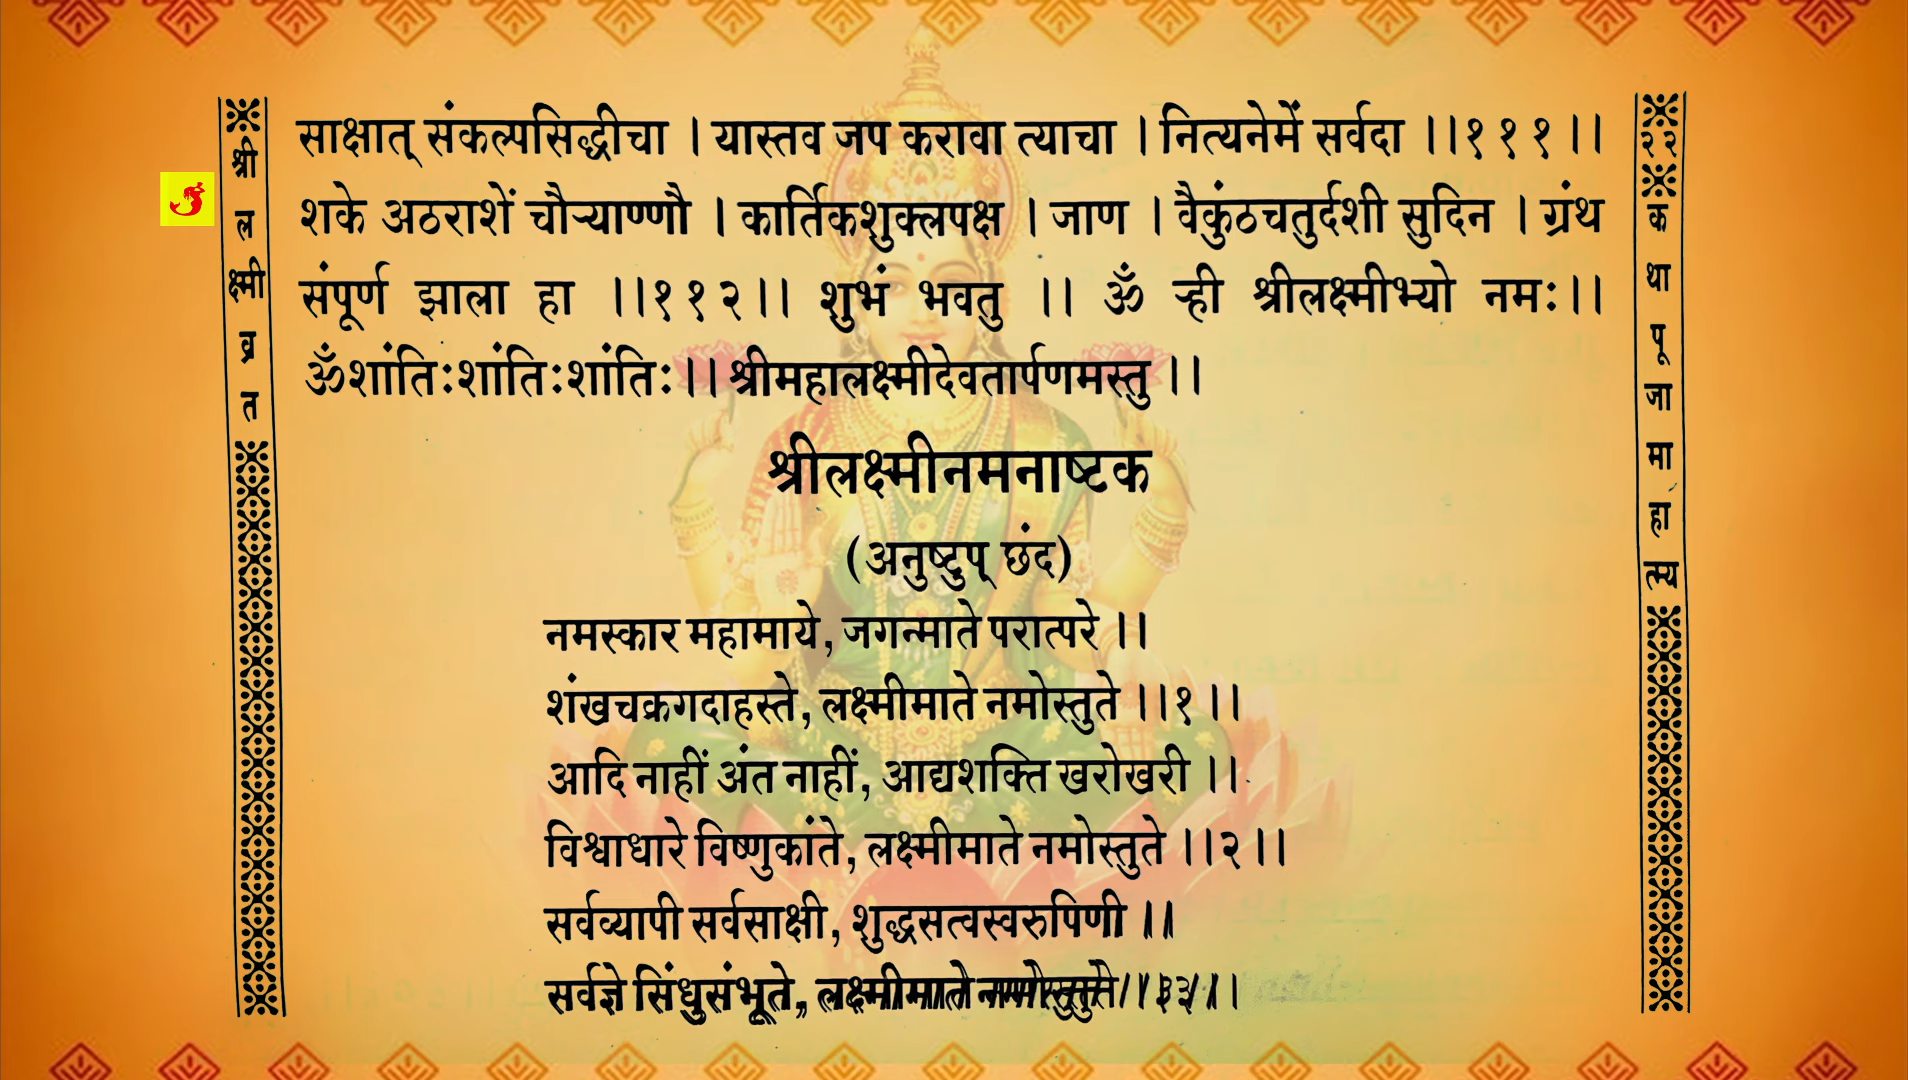 साक्षात् संकल्पसिद्धीचा । यास्तव जप करावा त्याचा । नित्यनेमें सर्वदा ।।१११।।
शके अठराशें चौऱ्याण्णौ । कार्तिकशुक्लपक्ष । जाण । वैकुंठचतुर्दशी सुदिन । ग्रंथ
संपूर्ण झाला हा ।।११२।। शुभं भवतु ।। ॐ ऱ्ही श्रीलक्ष्मीभ्यो नमः।।
ॐशांतिःशांतिःशांतिः।। श्रीमहालक्ष्मीदेवतार्पणमस्तु ।।
श्रीलक्ष्मीनमनाष्टक
(अनुष्टुप् छंद)
नमस्कार महामाये, जगन्माते परात्परे ।।
शंखचक्रगदाहस्ते, लक्ष्मीमाते नमोस्तुते ।।१।।
आदि नाहीं अंत नाहीं, आद्यशक्ति खरोखरी ।।
विश्वाधारे विष्णुकांते, लक्ष्मीमाते नमोस्तुते ।।२।।
सर्वव्यापी सर्वसाक्षी, शुद्धसत्वस्वरुपिणी ।।
सर्वज्ञे सिंधुसंभूते, लक्ष्मीमाते नमोस्तुते ।।३।।
श्री लक्ष्मी व्रत
२२
कथा पूजा माहात्म्य